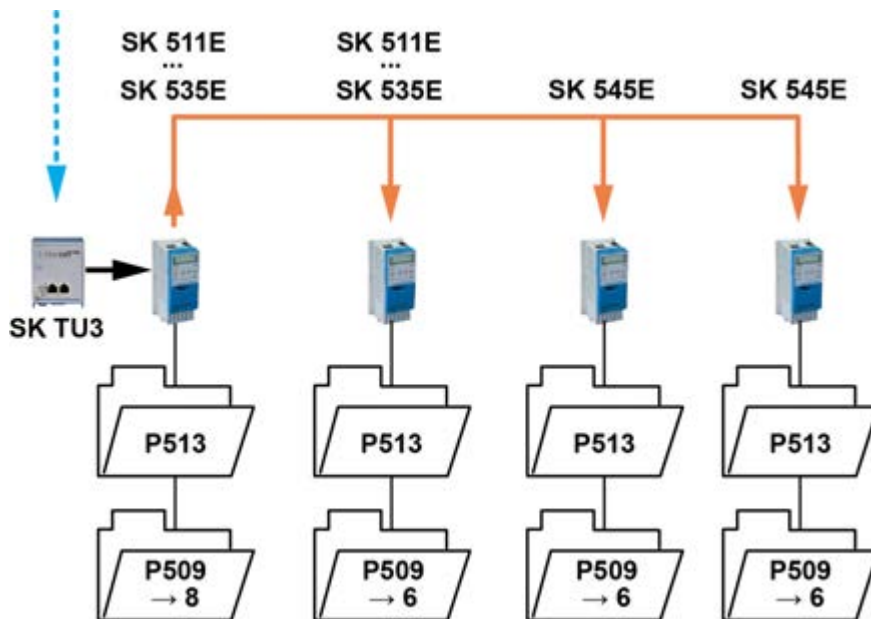 SK 511E
...
SK 535E
SK 511E
...
SK 535E
SK 545E
SK 545E
SK TU3
P513
P513
P513
P513
P509
→ 8
P509
→ 6
P509
→ 6
P509
→ 6